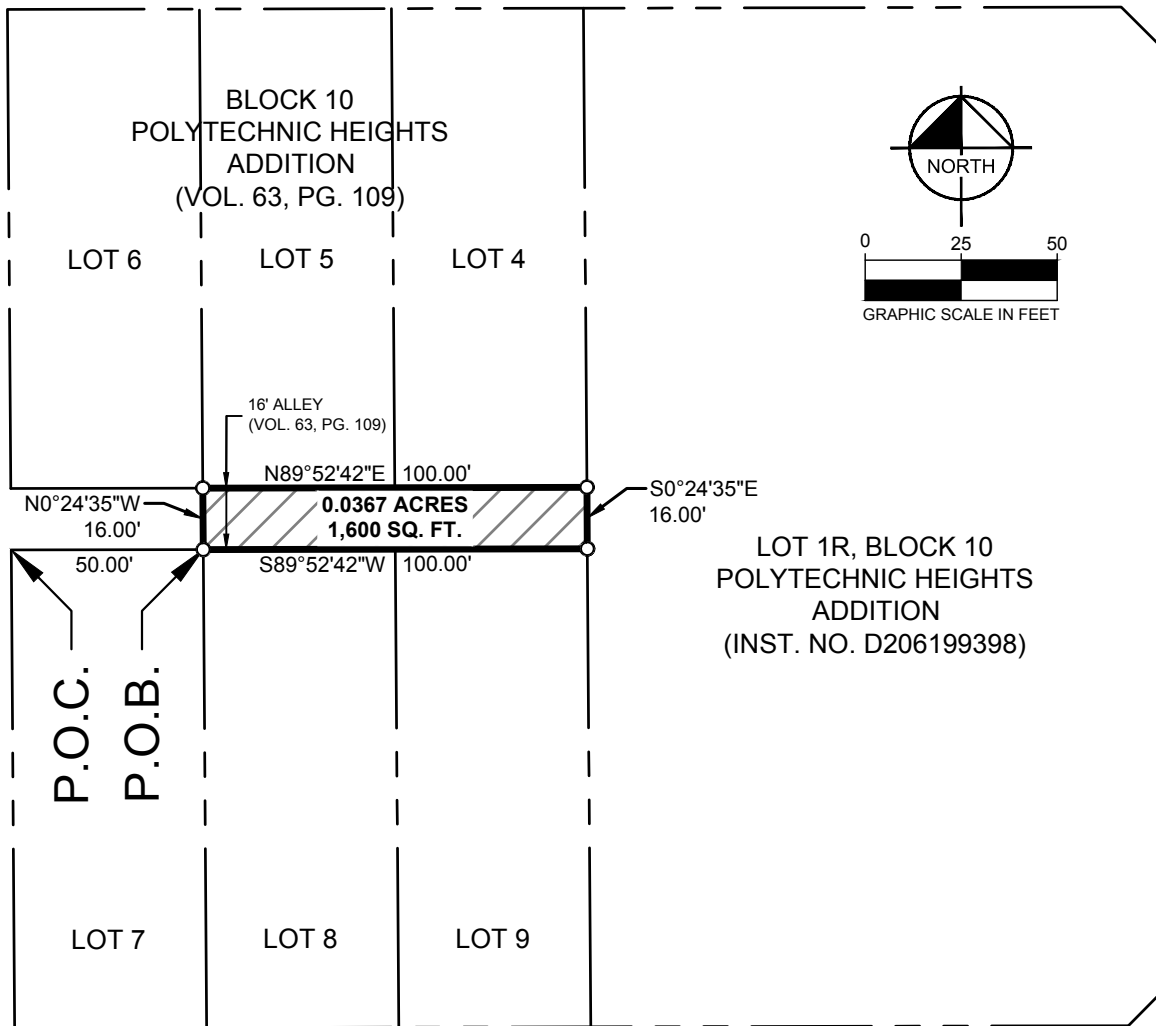 BLOCK 10
POLYTECHNIC HEIGHTS
ADDITION
(VOL. 63, PG. 109)
NORTH
0 25 50
GRAPHIC SCALE IN FEET
LOT 6
LOT 5
LOT 4
16' ALLEY
(VOL. 63, PG. 109)
N89°52'42"E 100.00'
N0°24'35"W
16.00'
0.0367 ACRES
1,600 SQ. FT.
S0°24'35"E
16.00'
50.00'
S89°52'42"W 100.00'
LOT 1R, BLOCK 10
POLYTECHNIC HEIGHTS
ADDITION
(INST. NO. D206199398)
P.O.C.
P.O.B.
LOT 7
LOT 8
LOT 9